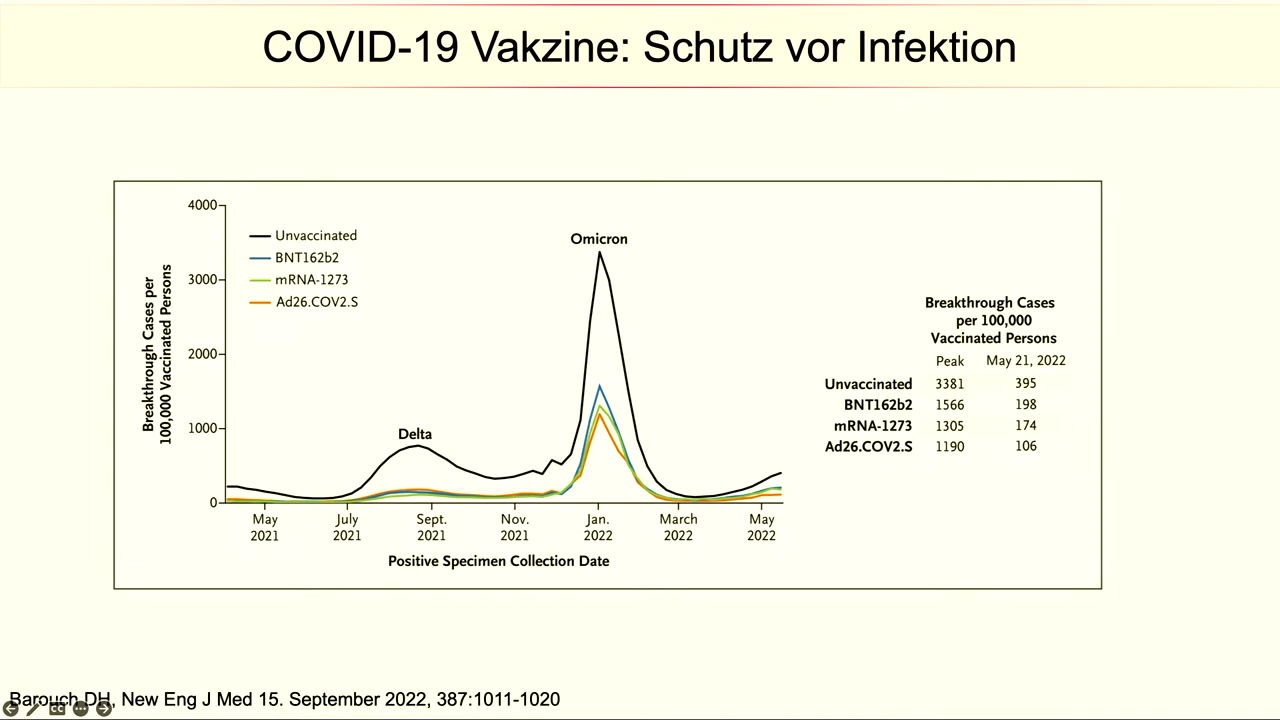 COVID-19 Vakzine: Schutz vor Infektion
Breakthrough Cases per
100,000 Vaccinated Persons
4000
3000
2000
1000
0
Unvaccinated
BNT162b2
mRNA-1273
Ad26.COV2.S
Delta
Omicron
May
2021
July
2021
Sept.
2021
Nov.
2021
Jan.
2022
March
2022
May
2022
Positive Specimen Collection Date
Breakthrough Cases
per 100,000
Vaccinated Persons
Peak May 21, 2022
Unvaccinated 3381 395
BNT162b2 1566 198
mRNA-1273 1305 174
Ad26.COV2.S 1190 106
Barouch DH, New Eng J Med 15. September 2022, 387:1011-1020
CC